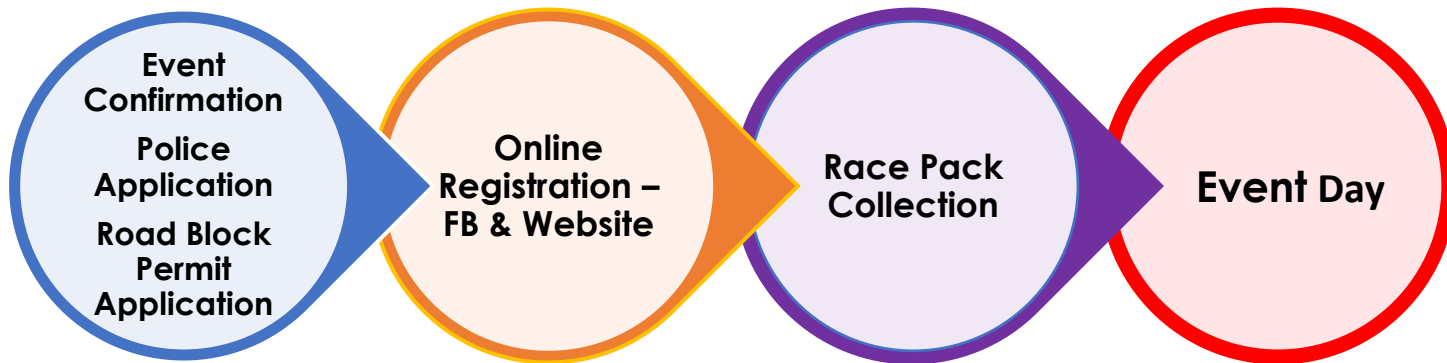 Event
Confirmation
Police
Application
Road Block
Permit
Application
Online
Registration –
FB & Website
Race Pack
Collection
Event Day